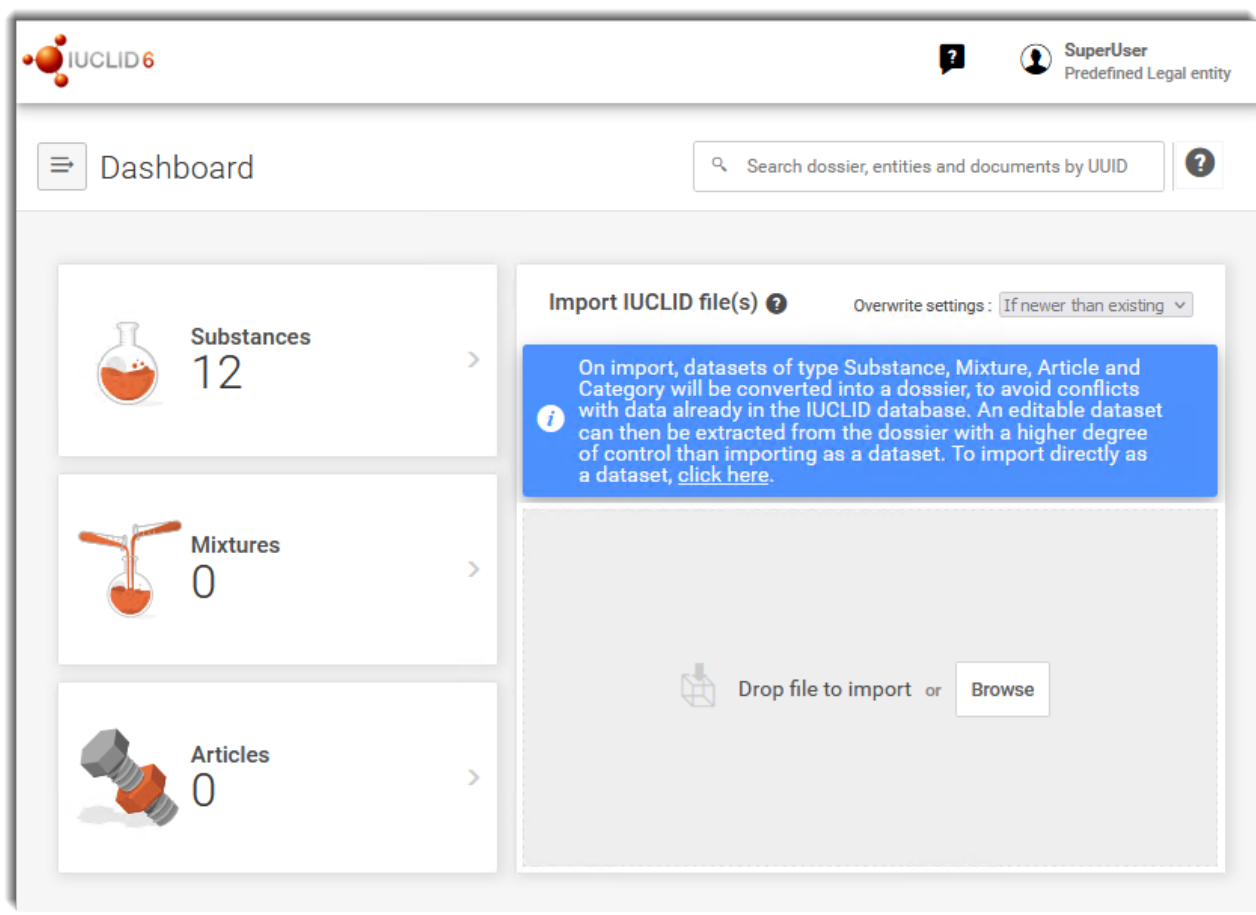 IUCLID 6
SuperUser
Predefined Legal entity
Dashboard
Search dossier, entities and documents by UUID
Substances
12
Mixtures
0
Articles
0
Import IUCLID file(s)
Overwrite settings : If newer than existing
On import, datasets of type Substance, Mixture, Article and
Category will be converted into a dossier, to avoid conflicts
with data already in the IUCLID database. An editable dataset
can then be extracted from the dossier with a higher degree
of control than importing as a dataset. To import directly as
a dataset, click here.
Drop file to import or Browse